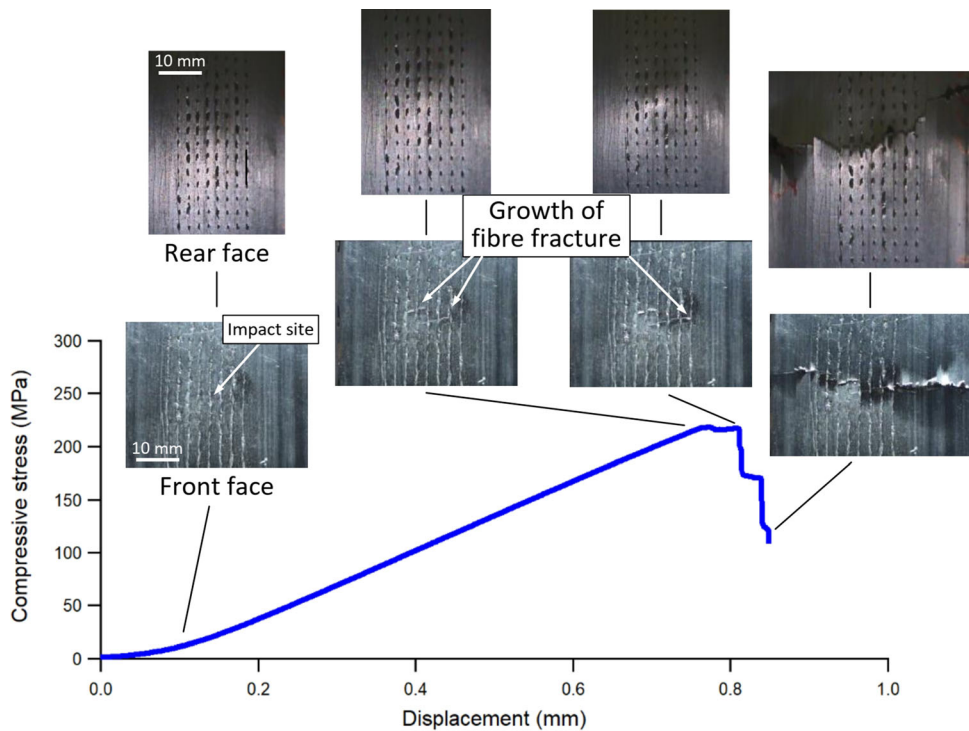 10 mm
Rear face
Growth of
fibre fracture
Impact site
10 mm
Front face
300
250
200
150
100
50
0
Compressive stress (MPa)
0.0 0.2 0.4 0.6 0.8 1.0
Displacement (mm)